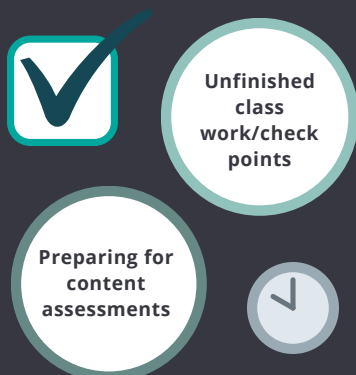 Unfinished
class
work/check
points
Preparing for
content
assessments